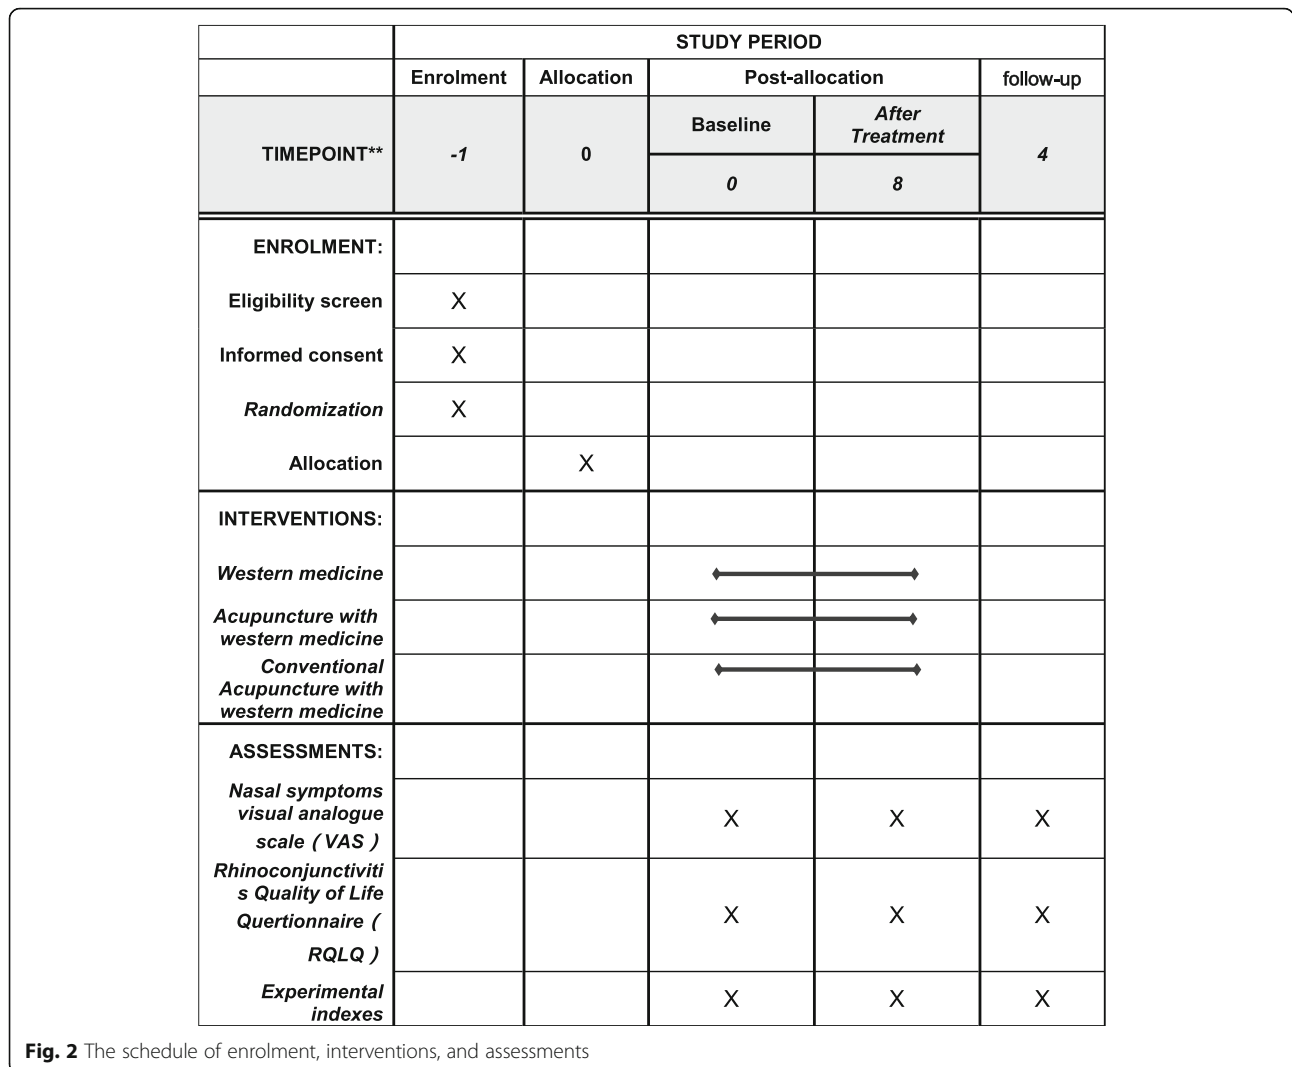 STUDY PERIOD
Enrolment Allocation Post-allocation follow-up
TIMEPOINT** -1 0 Baseline After 4
Treatment
0 8
ENROLMENT:
Eligibility screen X
Informed consent X
Randomization X
Allocation X
INTERVENTIONS:
Western medicine
Acupuncture with
western medicine
Conventional
Acupuncture with
western medicine
ASSESSMENTS:
Nasal symptoms
visual analogue
scale ( VAS ) X X X
Rhinoconjunctiviti
s Quality of Life
Quertionnaire ( X X X
RQLQ )
Experimental
indexes X X X
Fig. 2 The schedule of enrolment, interventions, and assessments